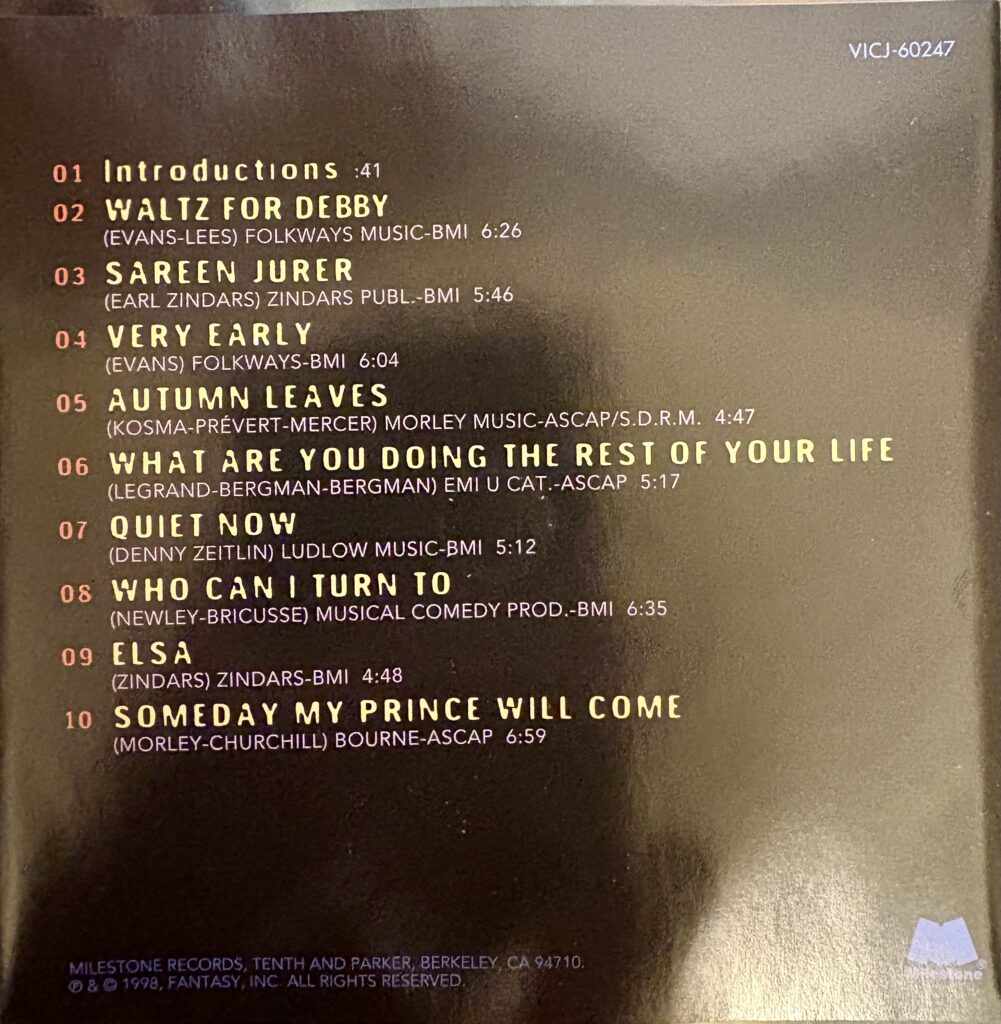 VICJ-60247
01 Introductions :41
02 WALTZ FOR DEBBY
(EVANS-LEES) FOLKWAYS MUSIC-BMI 6:26
03 SAREEN JURER
(EARL ZINDARS) ZINDARS PUBL.-BMI 5:46
04 VERY EARLY
(EVANS) FOLKWAYS-BMI 6:04
05 AUTUMN LEAVES
(KOSMA-PRÉVERT-MERCER) MORLEY MUSIC-ASCAP/S.D.R.M. 4:47
06 WHAT ARE YOU DOING THE REST OF YOUR LIFE
(LEGRAND-BERGMAN-BERGMAN) EMI U CAT.-ASCAP 5:17
07 QUIET NOW
(DENNY ZEITLIN) LUDLOW MUSIC-BMI 5:12
08 WHO CAN I TURN TO
(NEWLEY-BRICUSSE) MUSICAL COMEDY PROD.-BMI 6:35
09 ELSA
(ZINDARS) ZINDARS-BMI 4:48
10 SOMEDAY MY PRINCE WILL COME
(MORLEY-CHURCHILL) BOURNE-ASCAP 6:59
MILESTONE RECORDS, TENTH AND PARKER, BERKELEY, CA 94710.
℗ & © 1998, FANTASY, INC. ALL RIGHTS RESERVED.
Milestone®